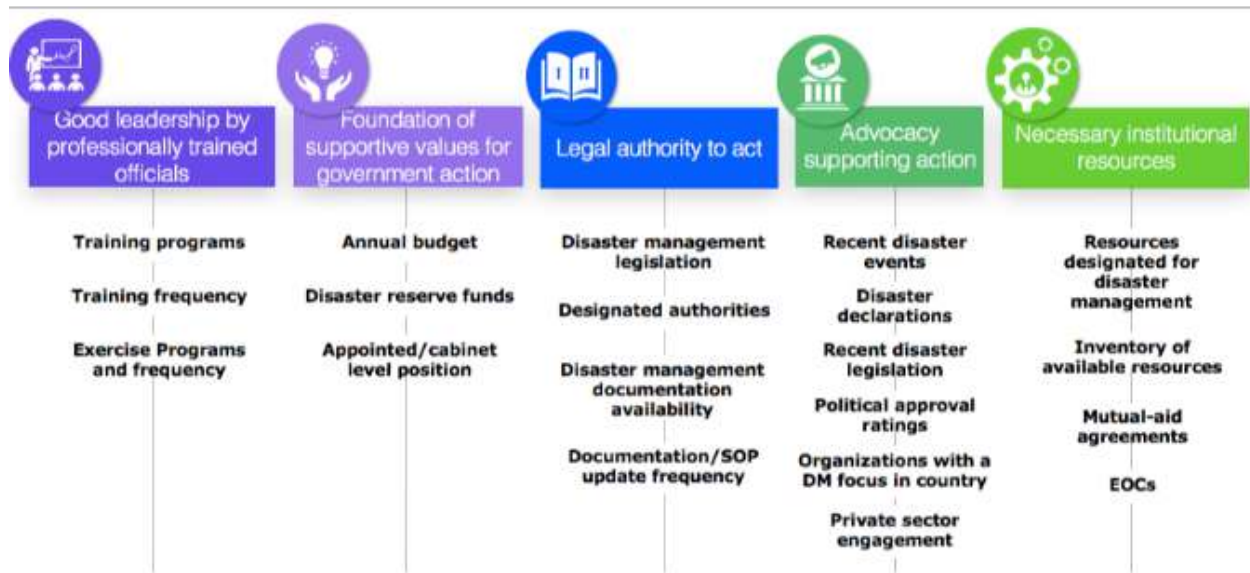 Good leadership by
professionally trained
officials
Training programs
Training frequency
Exercise Programs
and frequency
Foundation of
supportive values for
government action
Annual budget
Disaster reserve funds
Appointed/cabinet
level position
I II
Legal authority to act
Disaster management
legislation
Designated authorities
Disaster management
documentation
availability
Documentation/SOP
update frequency
Advocacy
supporting action
Recent disaster
events
Disaster
declarations
Recent disaster
legislation
Political approval
ratings
Organizations with a
DM focus in country
Private sector
engagement
Necessary institutional
resources
Resources
designated for
disaster
management
Inventory of
available resources
Mutual-aid
agreements
EOCs